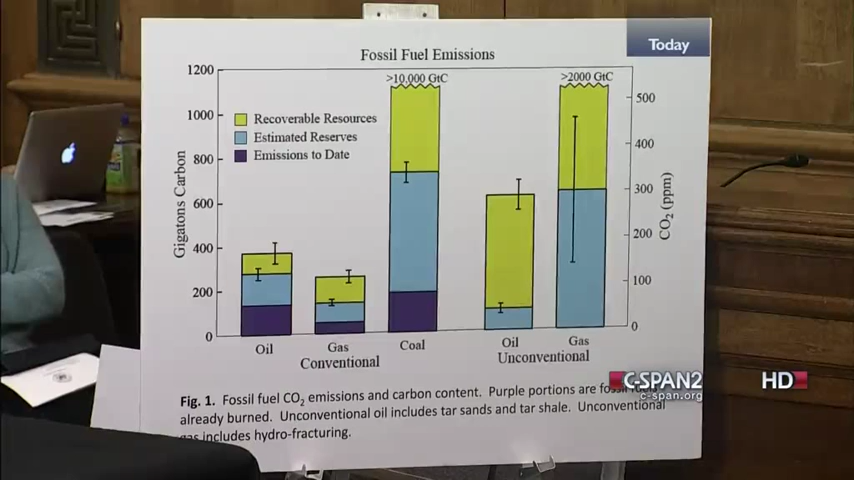 Today
Fossil Fuel Emissions
>10,000 GtC
>2000 GtC
1200
1000
800
600
400
200
0
Gigatons Carbon
Recoverable Resources
Estimated Reserves
Emissions to Date
500
400
300
200
100
0
CO2 (ppm)
Oil
Gas
Coal
Oil
Gas
Conventional
Unconventional
C-SPAN2
c-span.org
HD
Fig. 1. Fossil fuel CO2 emissions and carbon content. Purple portions are fossil fuels
already burned. Unconventional oil includes tar sands and tar shale. Unconventional
gas includes hydro-fracturing.